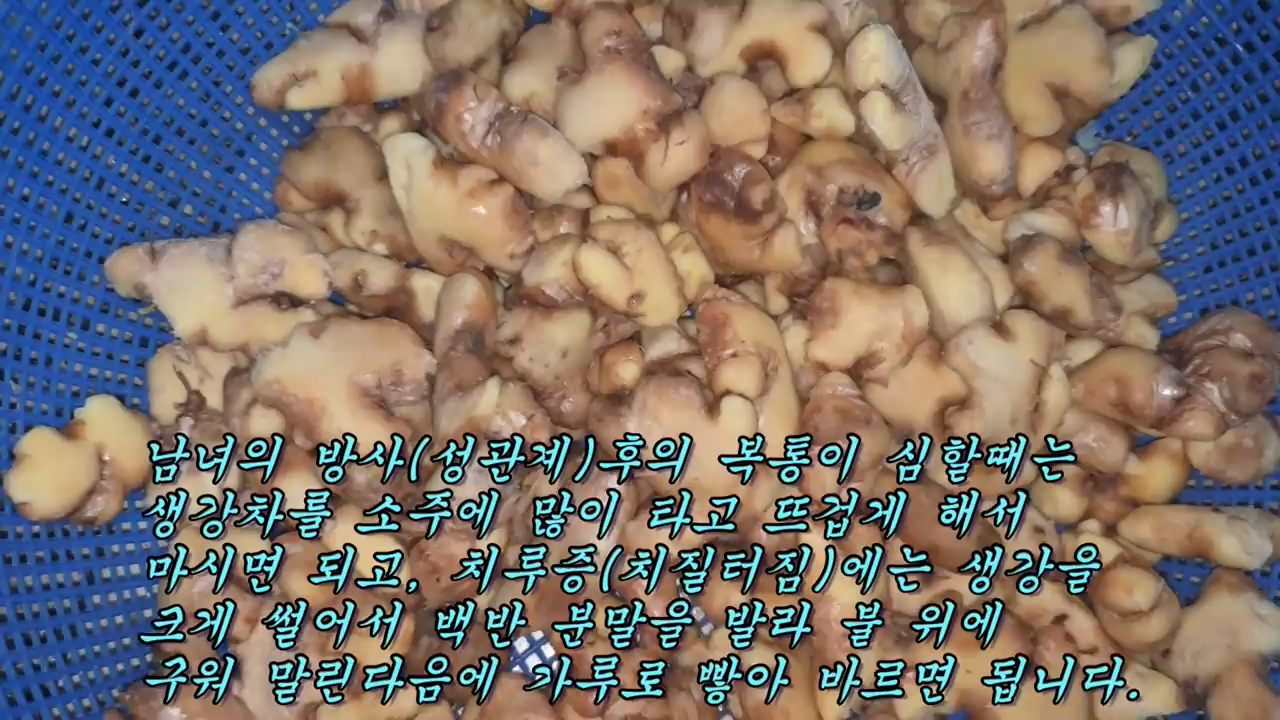 남녀의 방사(성관계)후의 복통이 심할때는
생강차를 소주에 많이 타고 뜨겁게 해서
마시면 되고, 치루증(치질터짐)에는 생강을
크게 썰어서 백반 분말을 발라 불 위에
구워 말린다음에 가루로 빻아 바르면 됩니다.